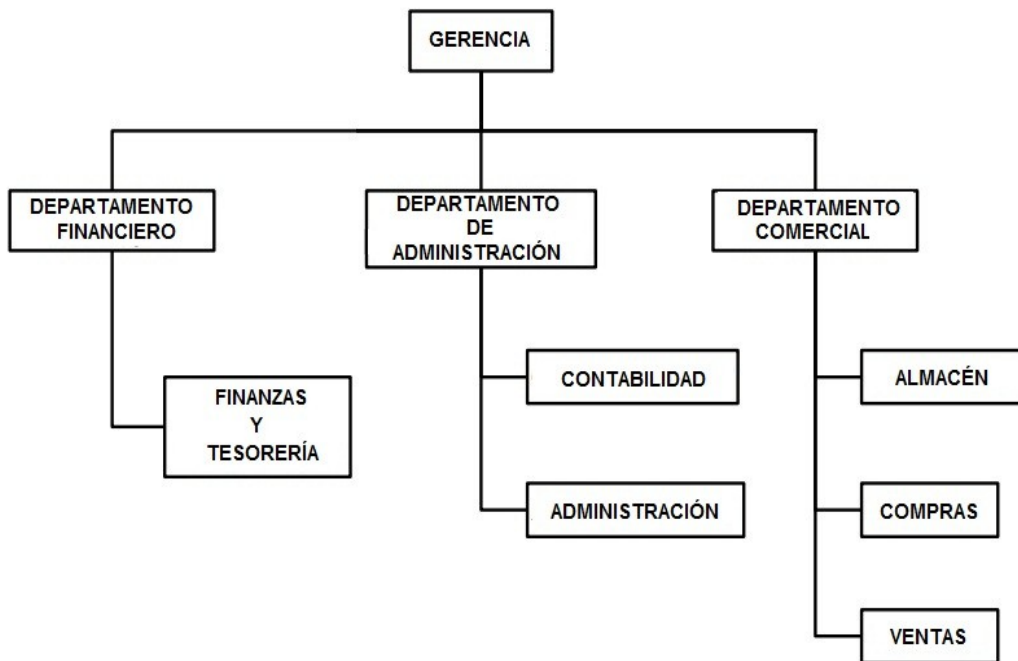 GERENCIA
DEPARTAMENTO
FINANCIERO
DEPARTAMENTO
DE
ADMINISTRACIÓN
DEPARTAMENTO
COMERCIAL
FINANZAS
Y
TESORERÍA
CONTABILIDAD
ADMINISTRACIÓN
ALMACÉN
COMPRAS
VENTAS